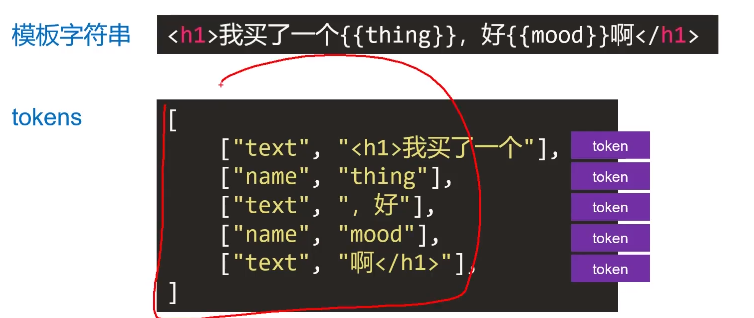 模板字符串
<h1>我买了一个{{thing}}，好{{mood}}啊</h1>
tokens
[
["text", "<h1>我买了一个"], token
["name", "thing"], token
["text", "，好"], token
["name", "mood"], token
["text", "啊</h1>"], token
]